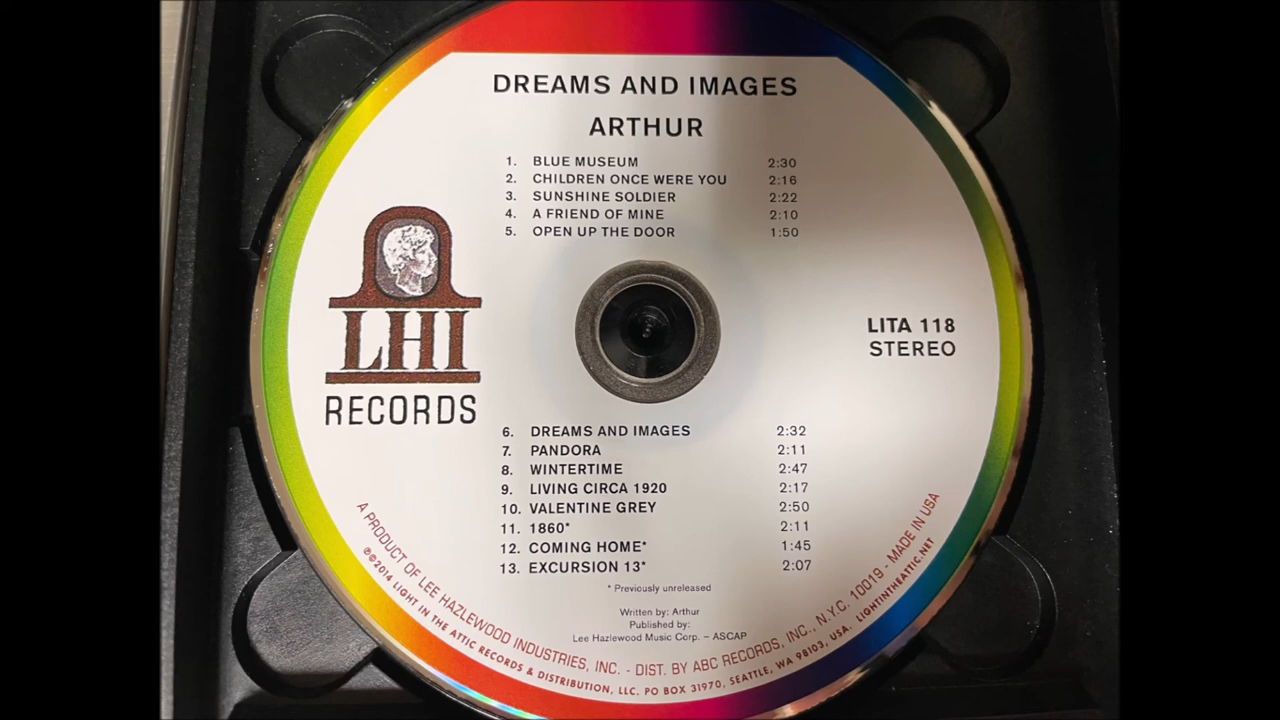 DREAMS AND IMAGES
ARTHUR
1. BLUE MUSEUM 2:30
2. CHILDREN ONCE WERE YOU 2:16
3. SUNSHINE SOLDIER 2:22
4. A FRIEND OF MINE 2:10
5. OPEN UP THE DOOR 1:50
LHI
RECORDS
LITA 118
STEREO
6. DREAMS AND IMAGES 2:32
7. PANDORA 2:11
8. WINTERTIME 2:47
9. LIVING CIRCA 1920 2:17
10. VALENTINE GREY 2:50
11. 1860* 2:11
12. COMING HOME* 1:45
13. EXCURSION 13* 2:07
* Previously unreleased
Written by: Arthur
Published by:
Lee Hazlewood Music Corp. – ASCAP
A PRODUCT OF LEE HAZLEWOOD INDUSTRIES, INC. - DIST. BY ABC RECORDS, INC., N.Y.C. 10019 - MADE IN USA
℗©2014 LIGHT IN THE ATTIC RECORDS & DISTRIBUTION, LLC. PO BOX 31970, SEATTLE, WA 98103, USA. LIGHTINTHEATTIC.NET